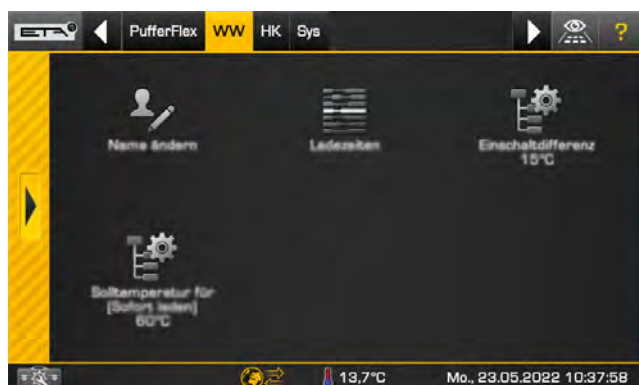 ETA
PufferFlex WW HK Sys ?
Name ändern
Ladezeiten
Einschaltdifferenz
15°C
Solltemperatur für
[Sofort laden]
60°C
13,7°C
Mo., 23.05.2022 10:37:58